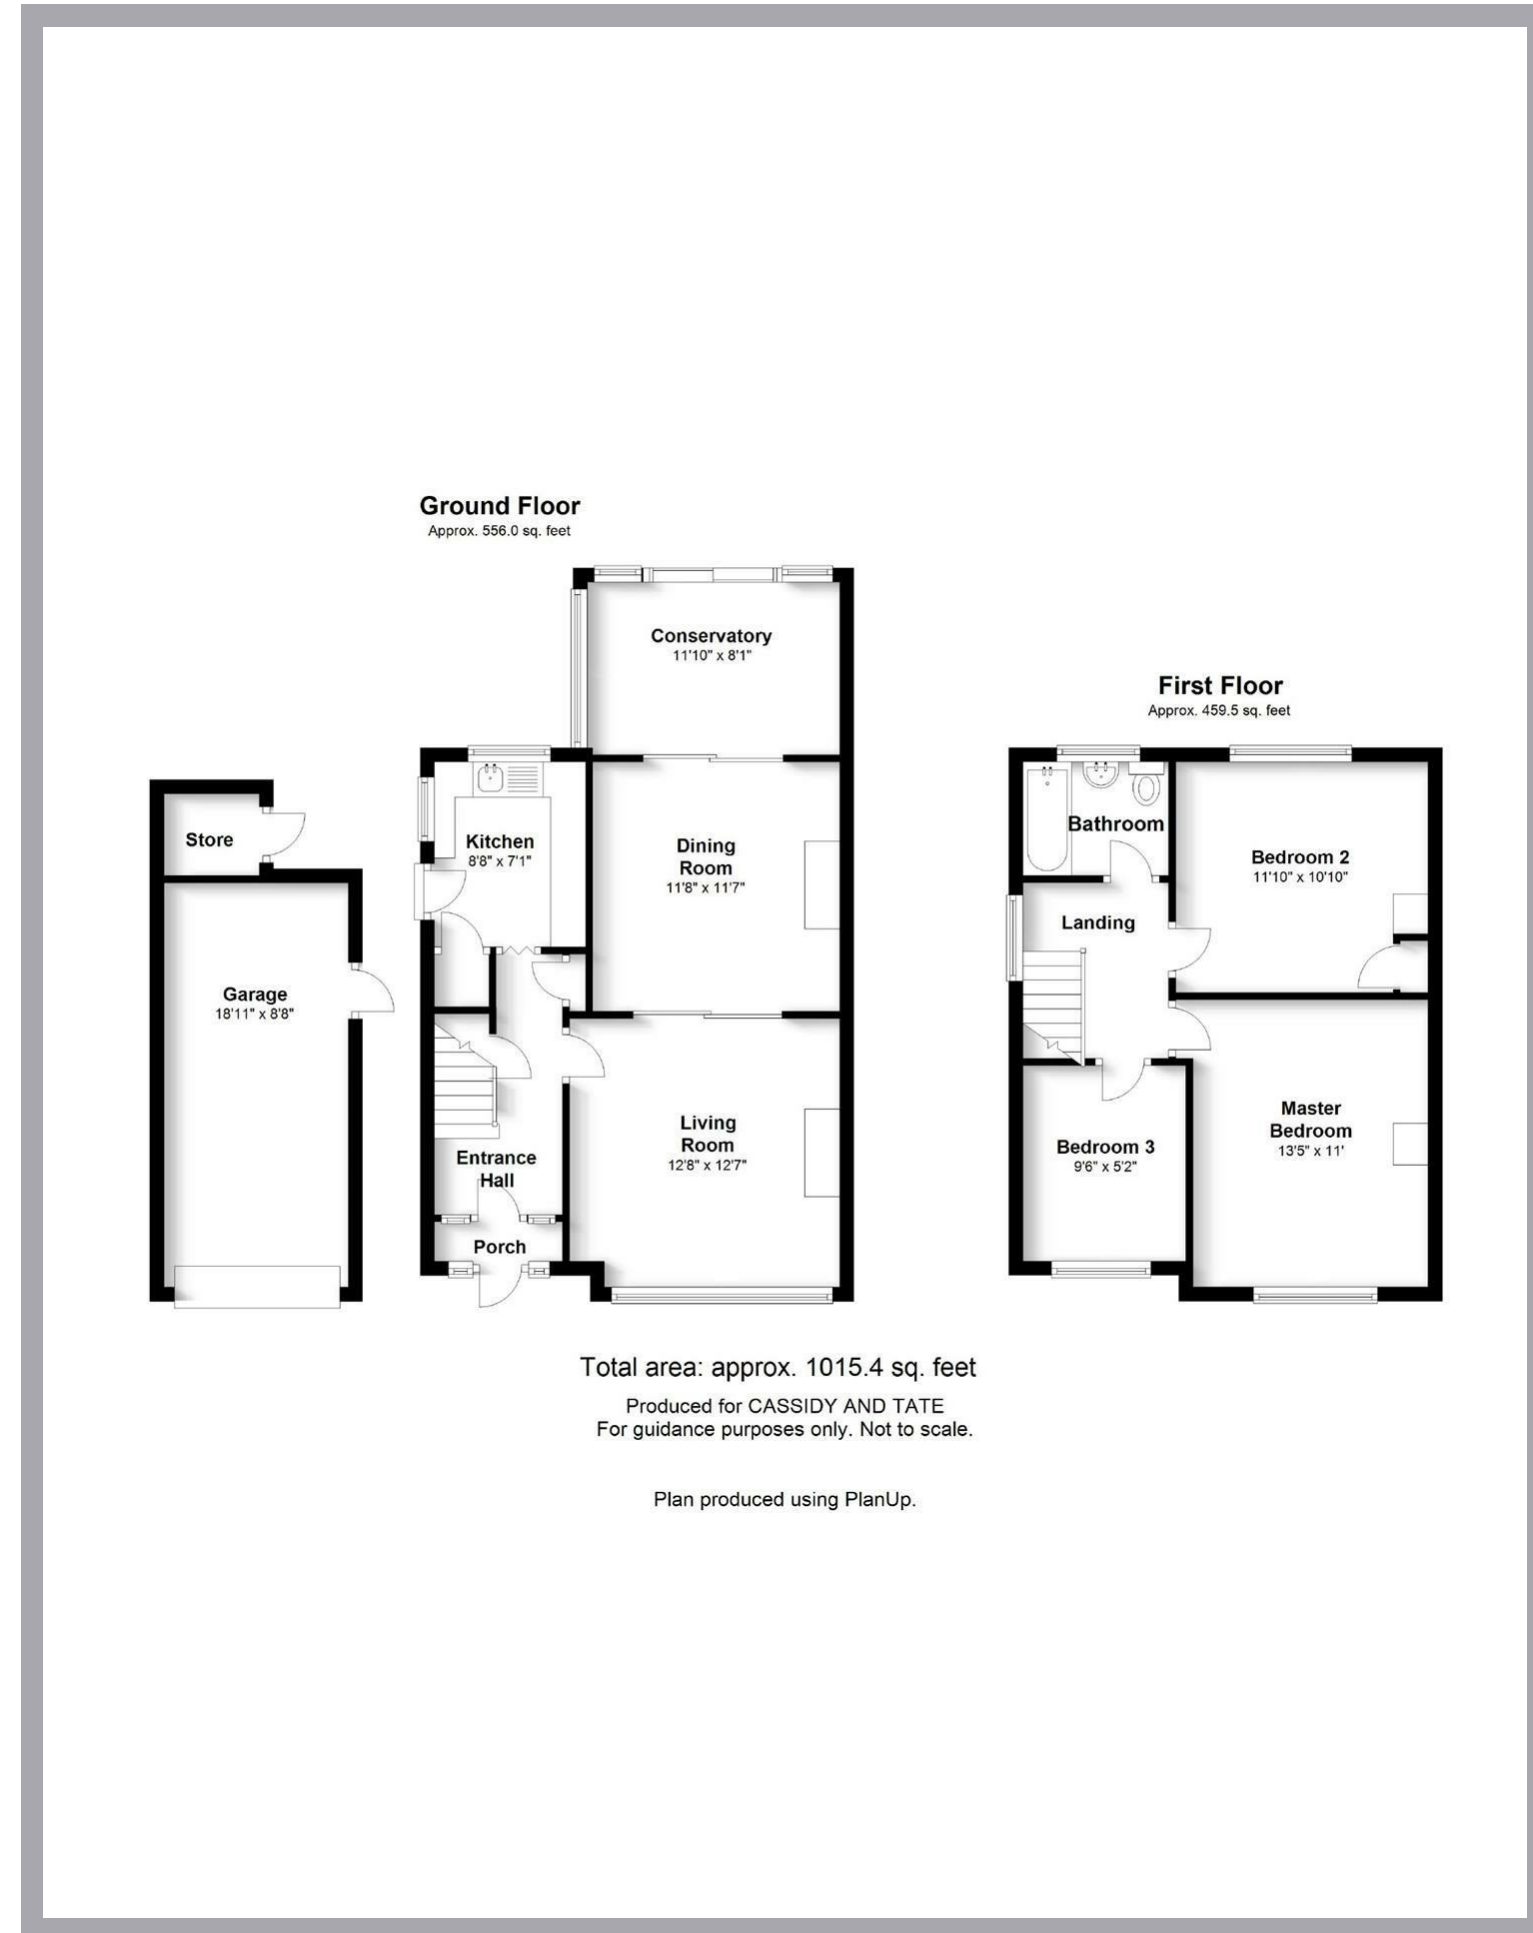 Ground Floor
Approx. 556.0 sq. feet
Conservatory
11'10" x 8'1"
Kitchen
8'8" x 7'1"
Dining
Room
11'8" x 11'7"
Store
Garage
18'11" x 8'8"
Living
Room
12'8" x 12'7"
Entrance
Hall
Porch
First Floor
Approx. 459.5 sq. feet
Bathroom
Bedroom 2
11'10" x 10'10"
Landing
Master
Bedroom
13'5" x 11'
Bedroom 3
9'6" x 5'2"
Total area: approx. 1015.4 sq. feet
Produced for CASSIDY AND TATE
For guidance purposes only. Not to scale.
Plan produced using PlanUp.